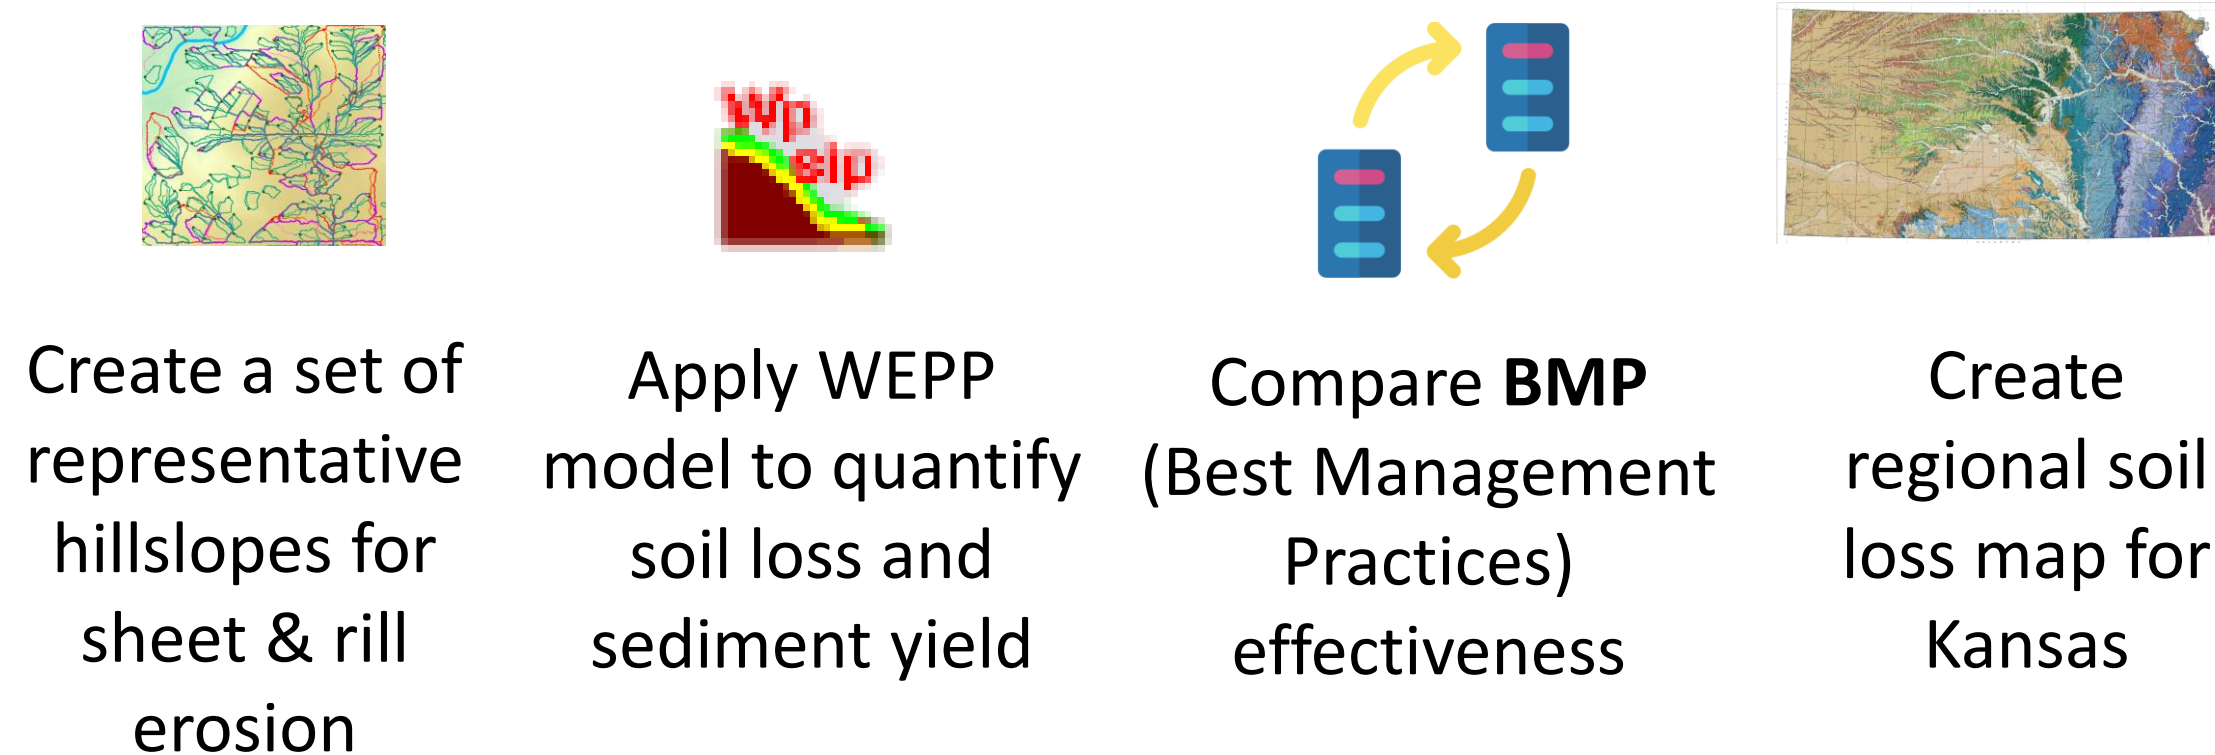 Wp
slp
Create a set of
representative
hillslopes for
sheet & rill
erosion
Apply WEPP
model to quantify
soil loss and
sediment yield
Compare BMP
(Best Management
Practices)
effectiveness
Create
regional soil
loss map for
Kansas